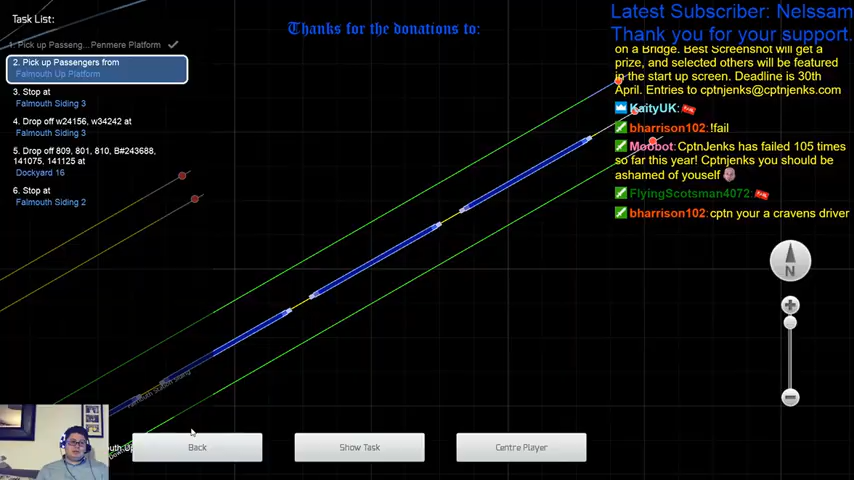 Task List:
1. Pick up Passeng... Penmere Platform
2. Pick up Passengers from
Falmouth Up Platform
3. Stop at
Falmouth Siding 3
4. Drop off w24156, w34242 at
Falmouth Siding 3
5. Drop off 809, 801, 810, B#243688,
141075, 141125 at
Dockyard 16
6. Stop at
Falmouth Siding 2
Thanks for the donations to:
Latest Subscriber: Nelssam
Thank you for your support.
on a Bridge. Best Screenshot will get a
prize, and selected others will be featured
in the start up screen. Deadline is 30th
April. Entries to cptnjenks@cptnjenks.com
KaityUK:
bharrison102: !fail
Moobot: CptnJenks has failed 105 times
so far this year! Cptnjenks you should be
ashamed of youself
FlyingScotsman4072:
bharrison102: cptn your a cravens driver
N
Back
Show Task
Centre Player